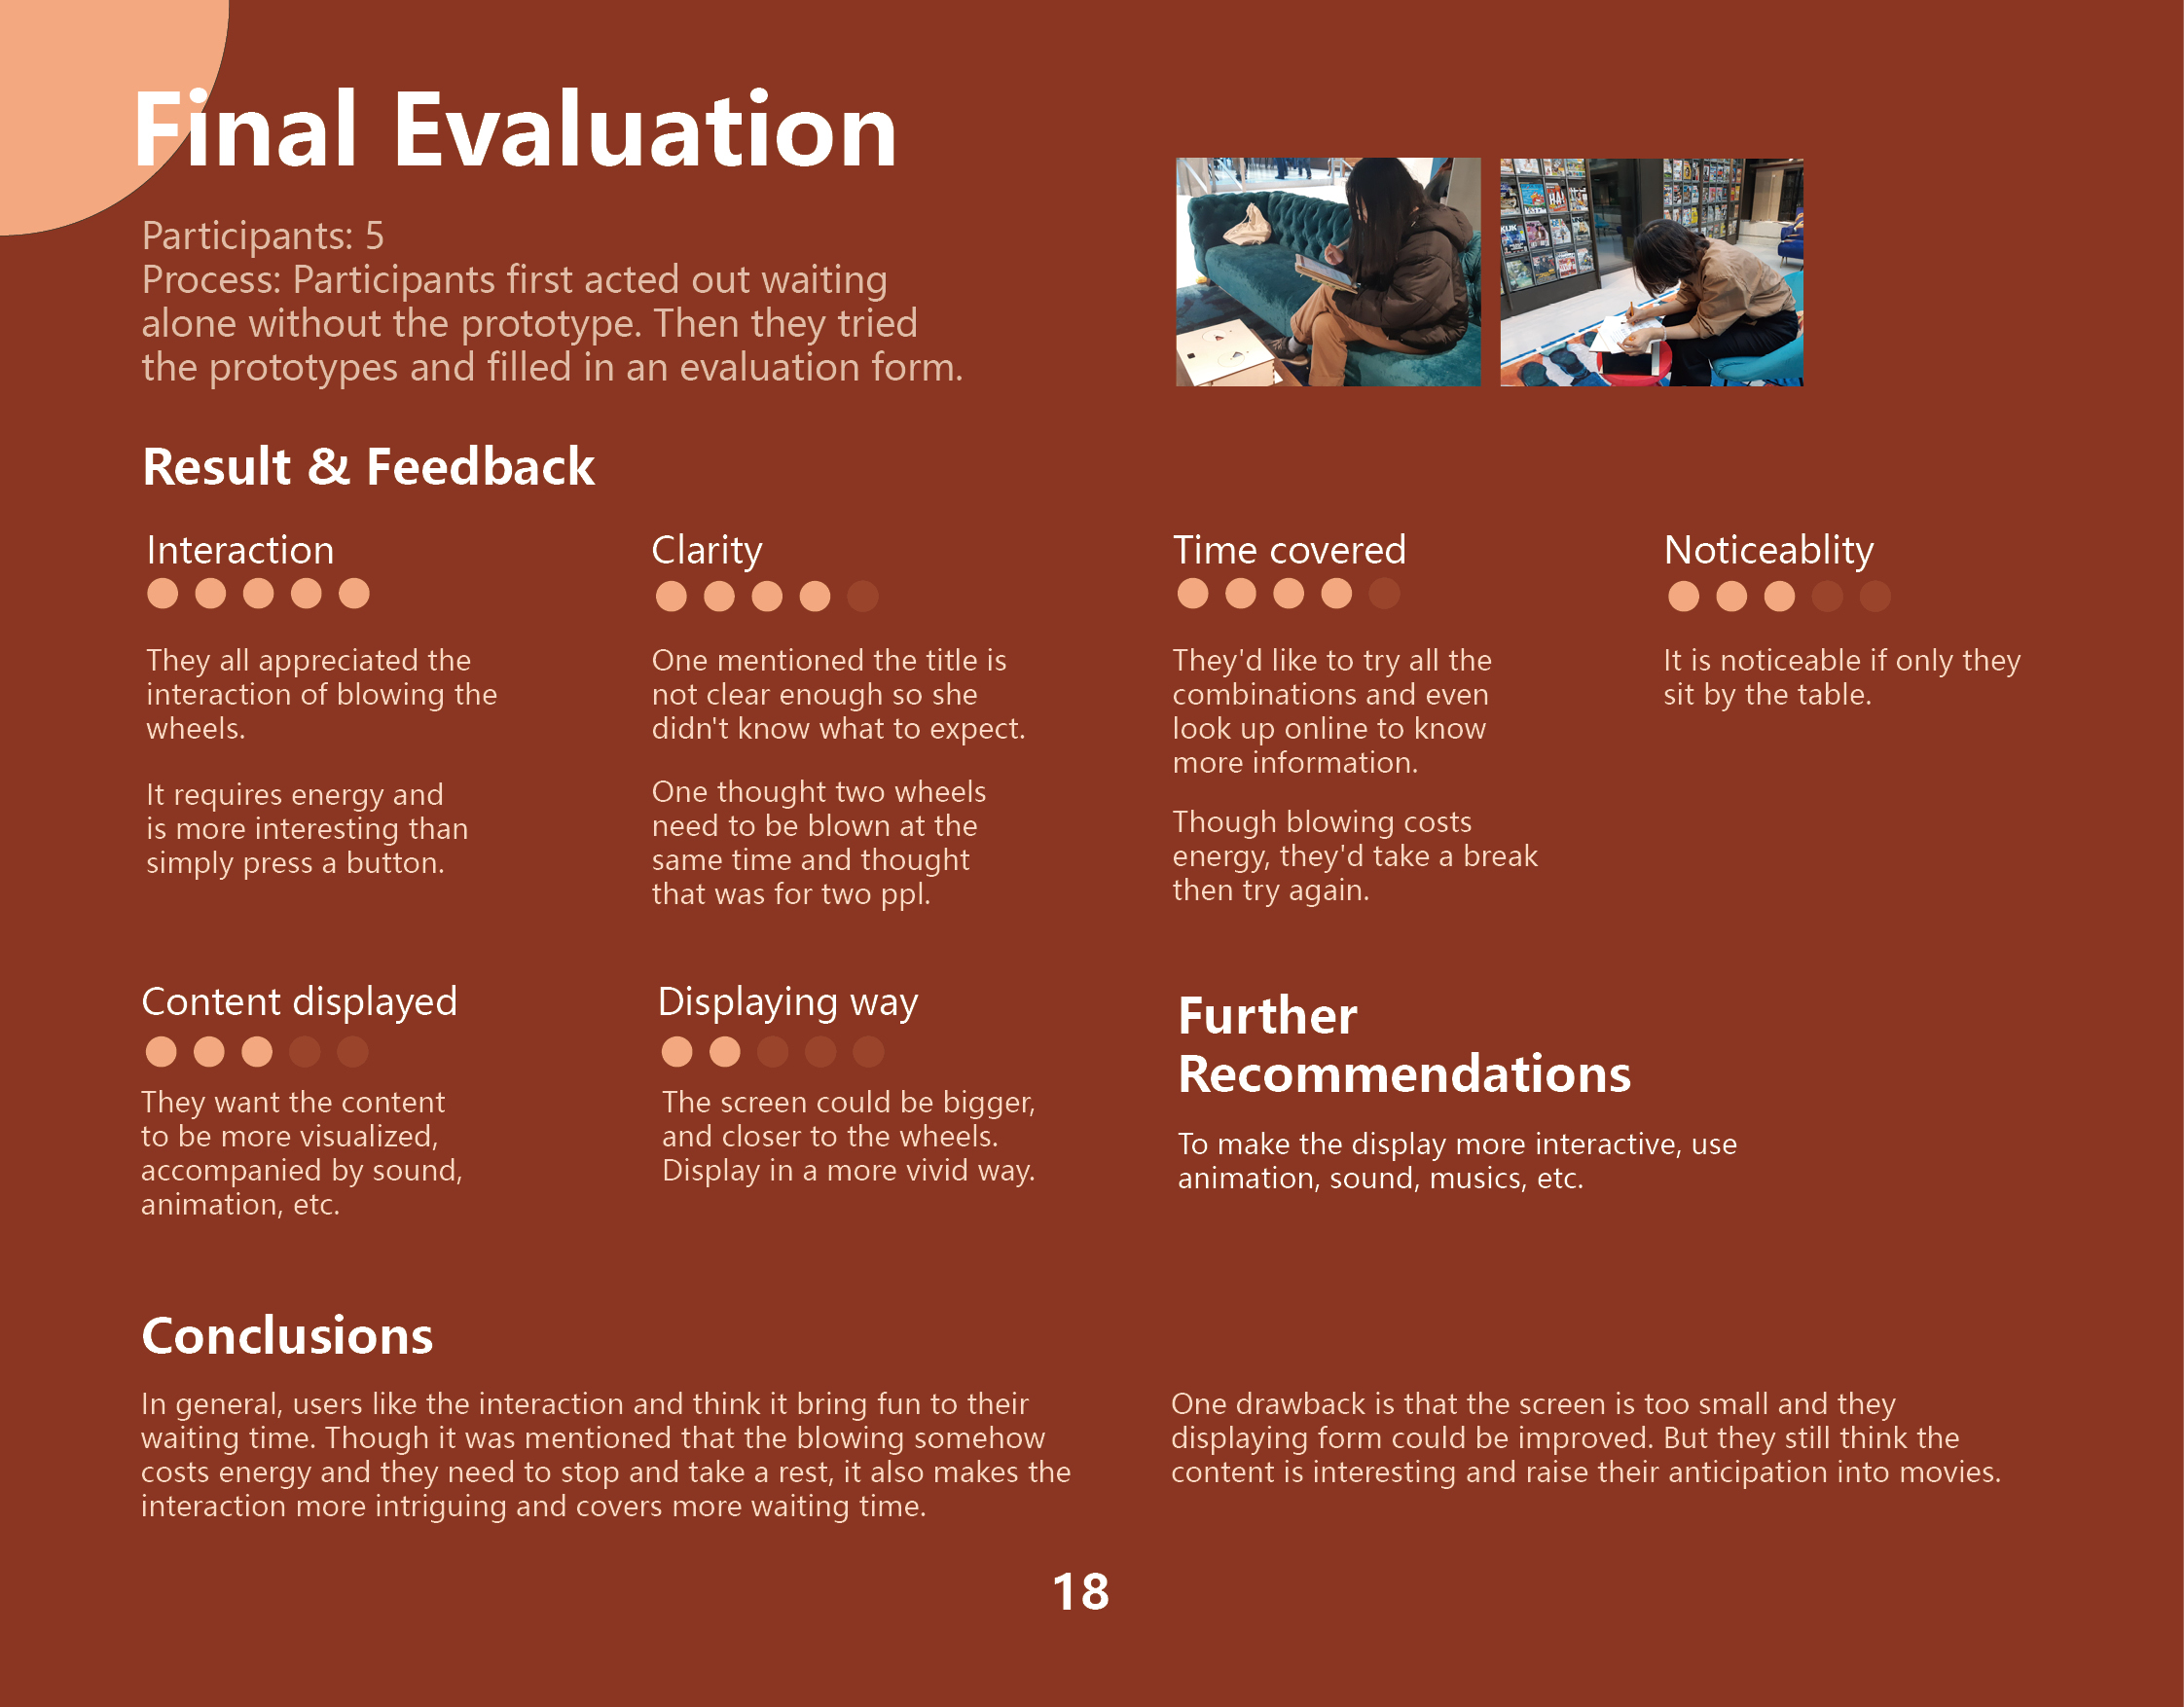 Final Evaluation
Participants: 5
Process: Participants first acted out waiting
alone without the prototype. Then they tried
the prototypes and filled in an evaluation form.
Result & Feedback
Interaction
They all appreciated the
interaction of blowing the
wheels.
It requires energy and
is more interesting than
simply press a button.
Clarity
One mentioned the title is
not clear enough so she
didn't know what to expect.
One thought two wheels
need to be blown at the
same time and thought
that was for two ppl.
Time covered
They'd like to try all the
combinations and even
look up online to know
more information.
Though blowing costs
energy, they'd take a break
then try again.
Noticeablity
It is noticeable if only they
sit by the table.
Content displayed
They want the content
to be more visualized,
accompanied by sound,
animation, etc.
Displaying way
The screen could be bigger,
and closer to the wheels.
Display in a more vivid way.
Further
Recommendations
To make the display more interactive, use
animation, sound, musics, etc.
Conclusions
In general, users like the interaction and think it bring fun to their
waiting time. Though it was mentioned that the blowing somehow
costs energy and they need to stop and take a rest, it also makes the
interaction more intriguing and covers more waiting time.
One drawback is that the screen is too small and they
displaying form could be improved. But they still think the
content is interesting and raise their anticipation into movies.
18